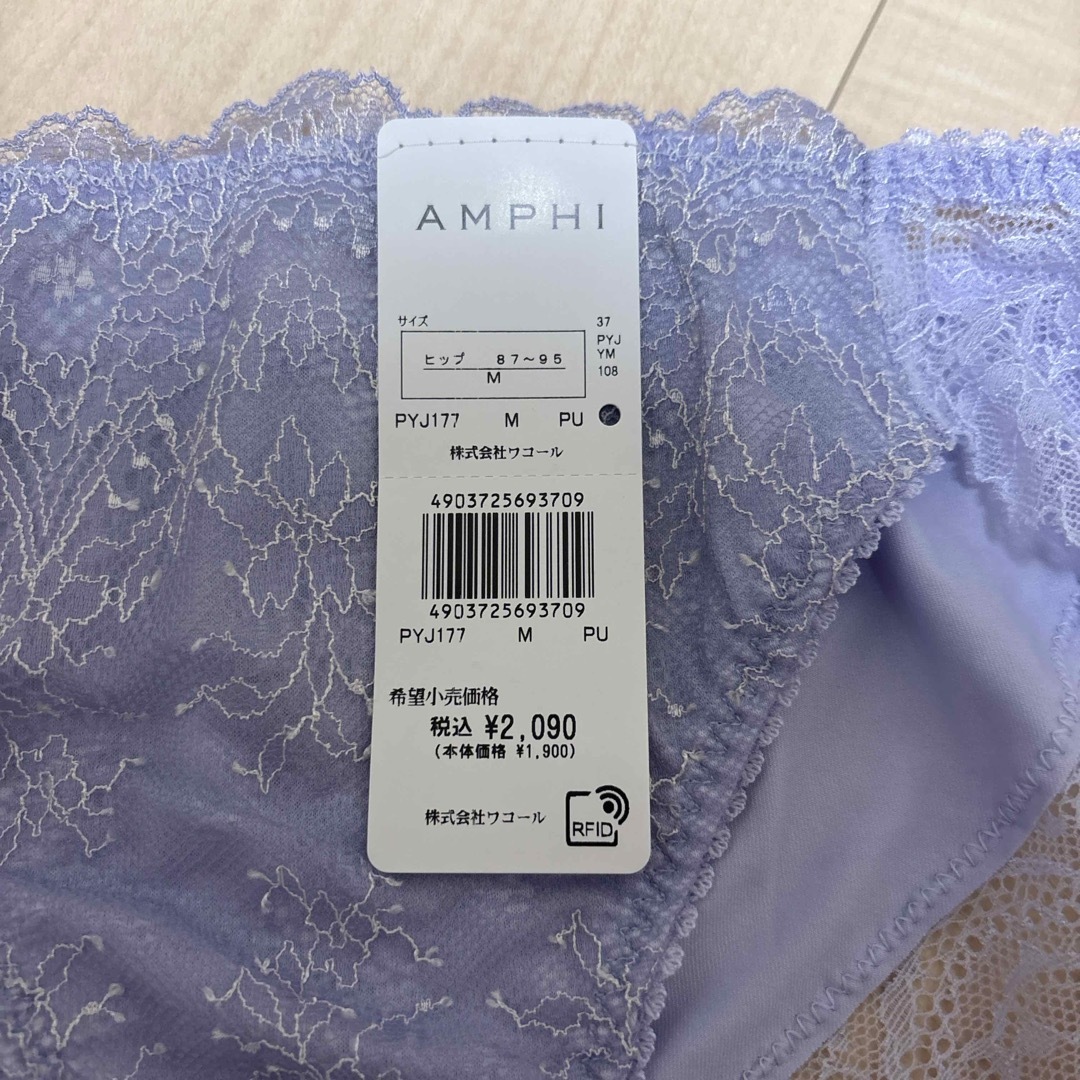 AMPHI
サイズ
ヒップ 87～95
M
37
PYJ
YM
108
PYJ177 M PU
株式会社ワコール
4903725693709
4903725693709
PYJ177 M PU
希望小売価格
税込 ¥2,090
(本体価格 ¥1,900)
株式会社ワコール
RFID